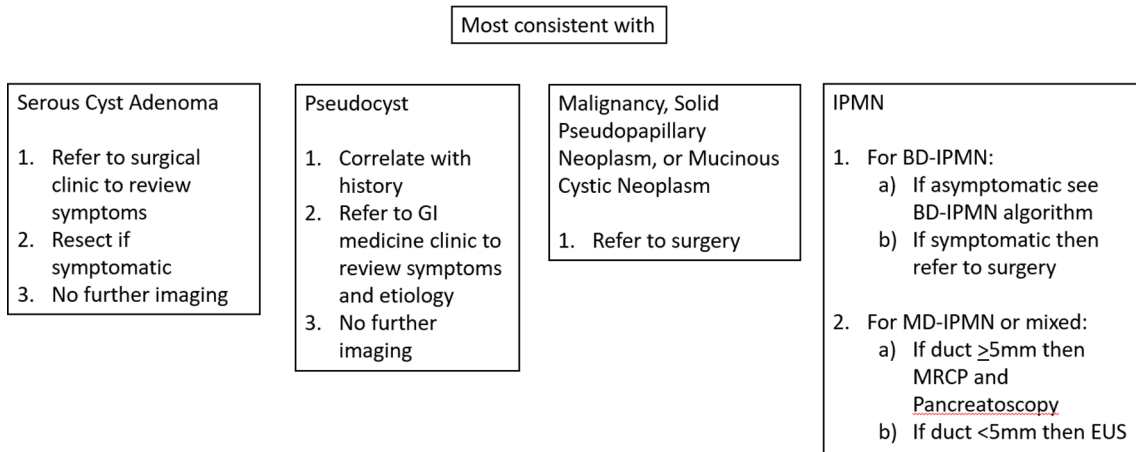 Most consistent with
Serous Cyst Adenoma
1. Refer to surgical
clinic to review
symptoms
2. Resect if
symptomatic
3. No further imaging
Pseudocyst
1. Correlate with
history
2. Refer to GI
medicine clinic to
review symptoms
and etiology
3. No further
imaging
Malignancy, Solid
Pseudopapillary
Neoplasm, or Mucinous
Cystic Neoplasm
1. Refer to surgery
IPMN
1. For BD-IPMN:
a) If asymptomatic see
BD-IPMN algorithm
b) If symptomatic then
refer to surgery
2. For MD-IPMN or mixed:
a) If duct >5mm then
MRCP and
Pancreatoscopy
b) If duct <5mm then EUS